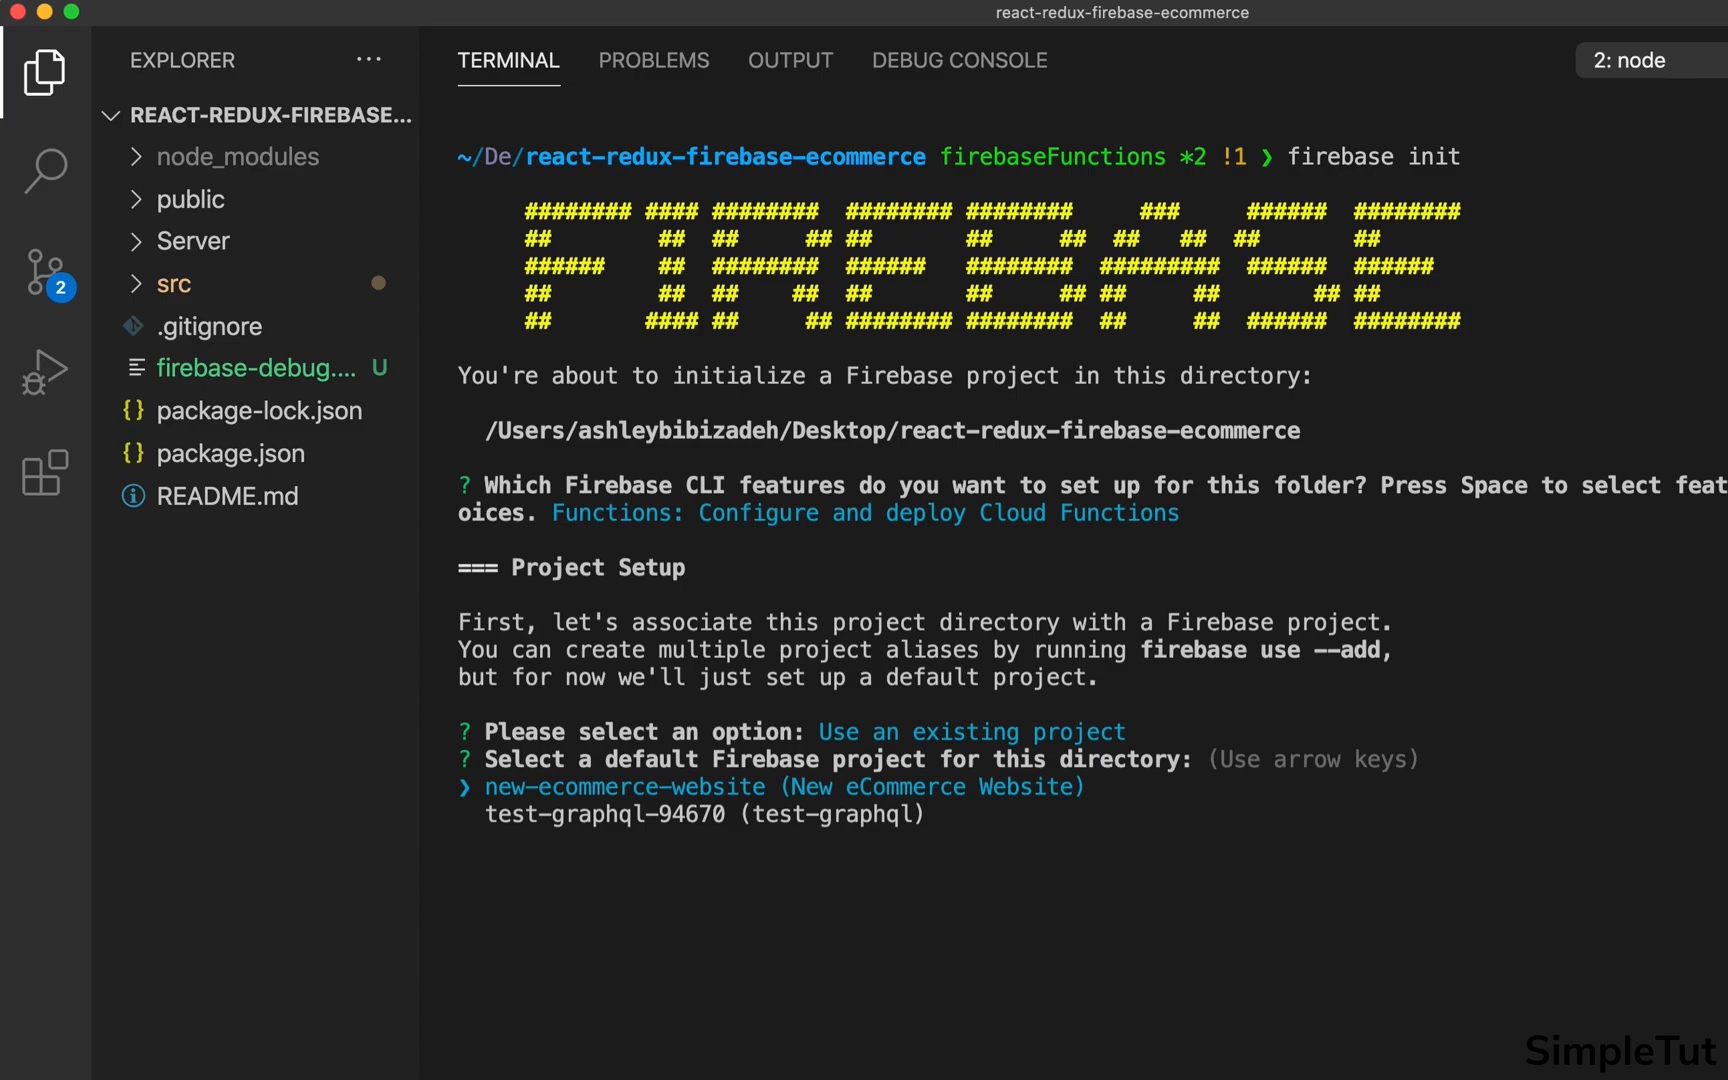 react-redux-firebase-ecommerce
EXPLORER
TERMINAL PROBLEMS OUTPUT DEBUG CONSOLE
2: node
REACT-REDUX-FIREBASE...
node_modules
public
Server
src
.gitignore
firebase-debug.... U
package-lock.json
package.json
README.md
2
~/De/react-redux-firebase-ecommerce firebaseFunctions *2 !1 ❯ firebase init
######## #### ######## ######## ########     ###     ###### ########
##        ## ##     ## ##       ##     ##  ##   ##  ##       ##
######    ## ######## ######   ######## ######### ###### ######
##        ## ##    ##  ##       ##     ## ##     ##       ## ##
##       #### ##     ## ######## ######## ##     ##  ###### ########
You're about to initialize a Firebase project in this directory:
/Users/ashleybibizadeh/Desktop/react-redux-firebase-ecommerce
? Which Firebase CLI features do you want to set up for this folder? Press Space to select feat
oices. Functions: Configure and deploy Cloud Functions
=== Project Setup
First, let's associate this project directory with a Firebase project.
You can create multiple project aliases by running firebase use --add,
but for now we'll just set up a default project.
? Please select an option: Use an existing project
? Select a default Firebase project for this directory: (Use arrow keys)
❯ new-ecommerce-website (New eCommerce Website)
test-graphql-94670 (test-graphql)
SimpleTut